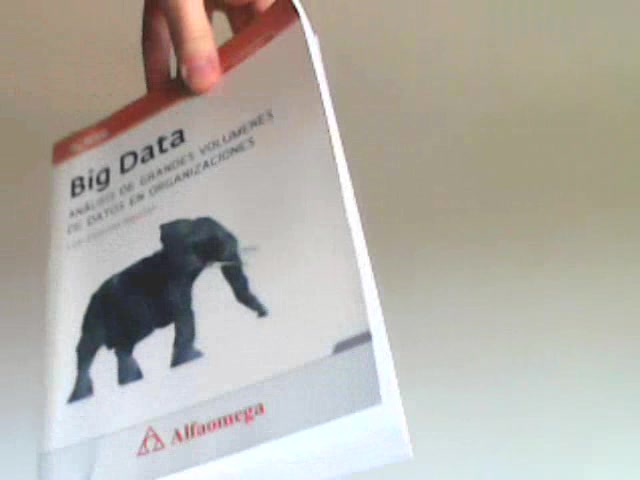 Big Data
ANÁLISIS DE GRANDES VOLÚMENES
DE DATOS EN ORGANIZACIONES
Alfaomega